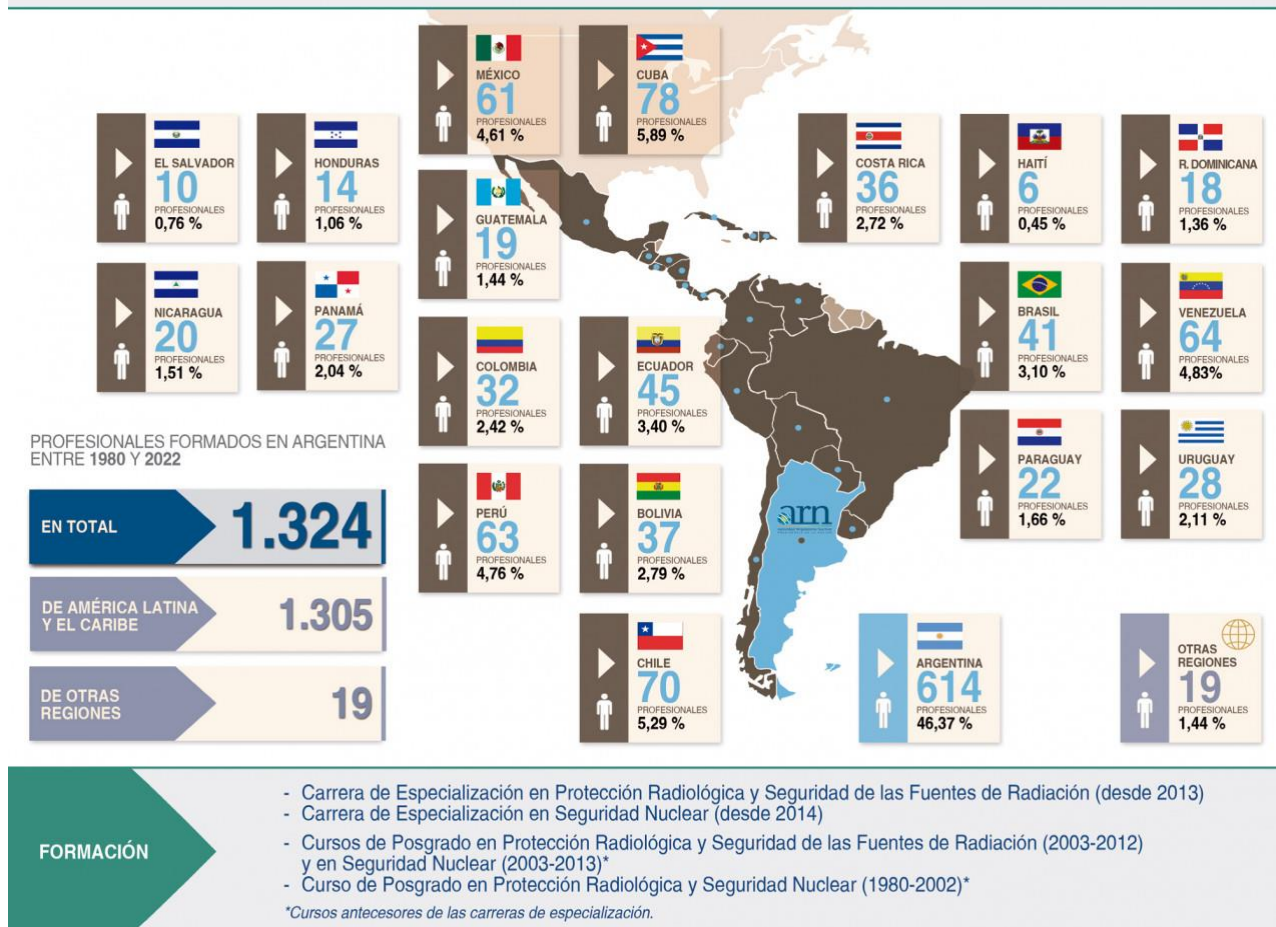 MÉXICO
61
PROFESIONALES
4,61 %
CUBA
78
PROFESIONALES
5,89 %
EL SALVADOR
10
PROFESIONALES
0,76 %
HONDURAS
14
PROFESIONALES
1,06 %
GUATEMALA
19
PROFESIONALES
1,44 %
COSTA RICA
36
PROFESIONALES
2,72 %
HAITÍ
6
PROFESIONALES
0,45 %
R. DOMINICANA
18
PROFESIONALES
1,36 %
NICARAGUA
20
PROFESIONALES
1,51 %
PANAMÁ
27
PROFESIONALES
2,04 %
COLOMBIA
32
PROFESIONALES
2,42 %
ECUADOR
45
PROFESIONALES
3,40 %
BRASIL
41
PROFESIONALES
3,10 %
VENEZUELA
64
PROFESIONALES
4,83%
PERÚ
63
PROFESIONALES
4,76 %
BOLIVIA
37
PROFESIONALES
2,79 %
PARAGUAY
22
PROFESIONALES
1,66 %
URUGUAY
28
PROFESIONALES
2,11 %
arn
CHILE
70
PROFESIONALES
5,29 %
ARGENTINA
614
PROFESIONALES
46,37 %
OTRAS
REGIONES
19
PROFESIONALES
1,44 %
PROFESIONALES FORMADOS EN ARGENTINA
ENTRE 1980 Y 2022
EN TOTAL
1.324
DE AMÉRICA LATINA
Y EL CARIBE
1.305
DE OTRAS
REGIONES
19
FORMACIÓN
- Carrera de Especialización en Protección Radiológica y Seguridad de las Fuentes de Radiación (desde 2013)
- Carrera de Especialización en Seguridad Nuclear (desde 2014)
- Cursos de Posgrado en Protección Radiológica y Seguridad de las Fuentes de Radiación (2003-2012)
y en Seguridad Nuclear (2003-2013)*
- Curso de Posgrado en Protección Radiológica y Seguridad Nuclear (1980-2002)*
*Cursos antecesores de las carreras de especialización.